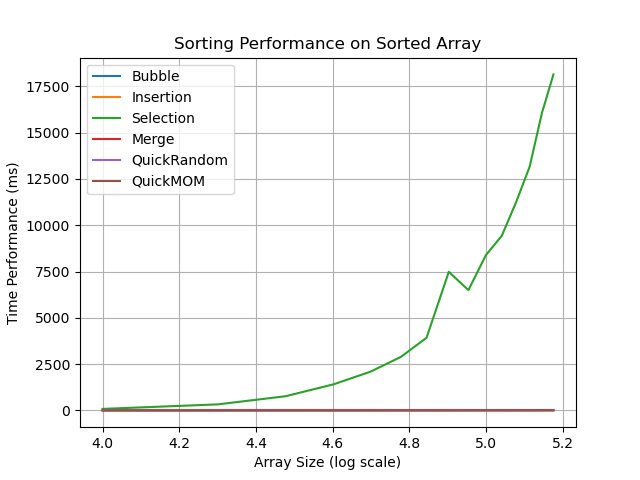 Sorting Performance on Sorted Array
Bubble
Insertion
Selection
Merge
QuickRandom
QuickMOM
17500
15000
12500
10000
7500
5000
2500
0
Time Performance (ms)
4.0 4.2 4.4 4.6 4.8 5.0 5.2
Array Size (log scale)